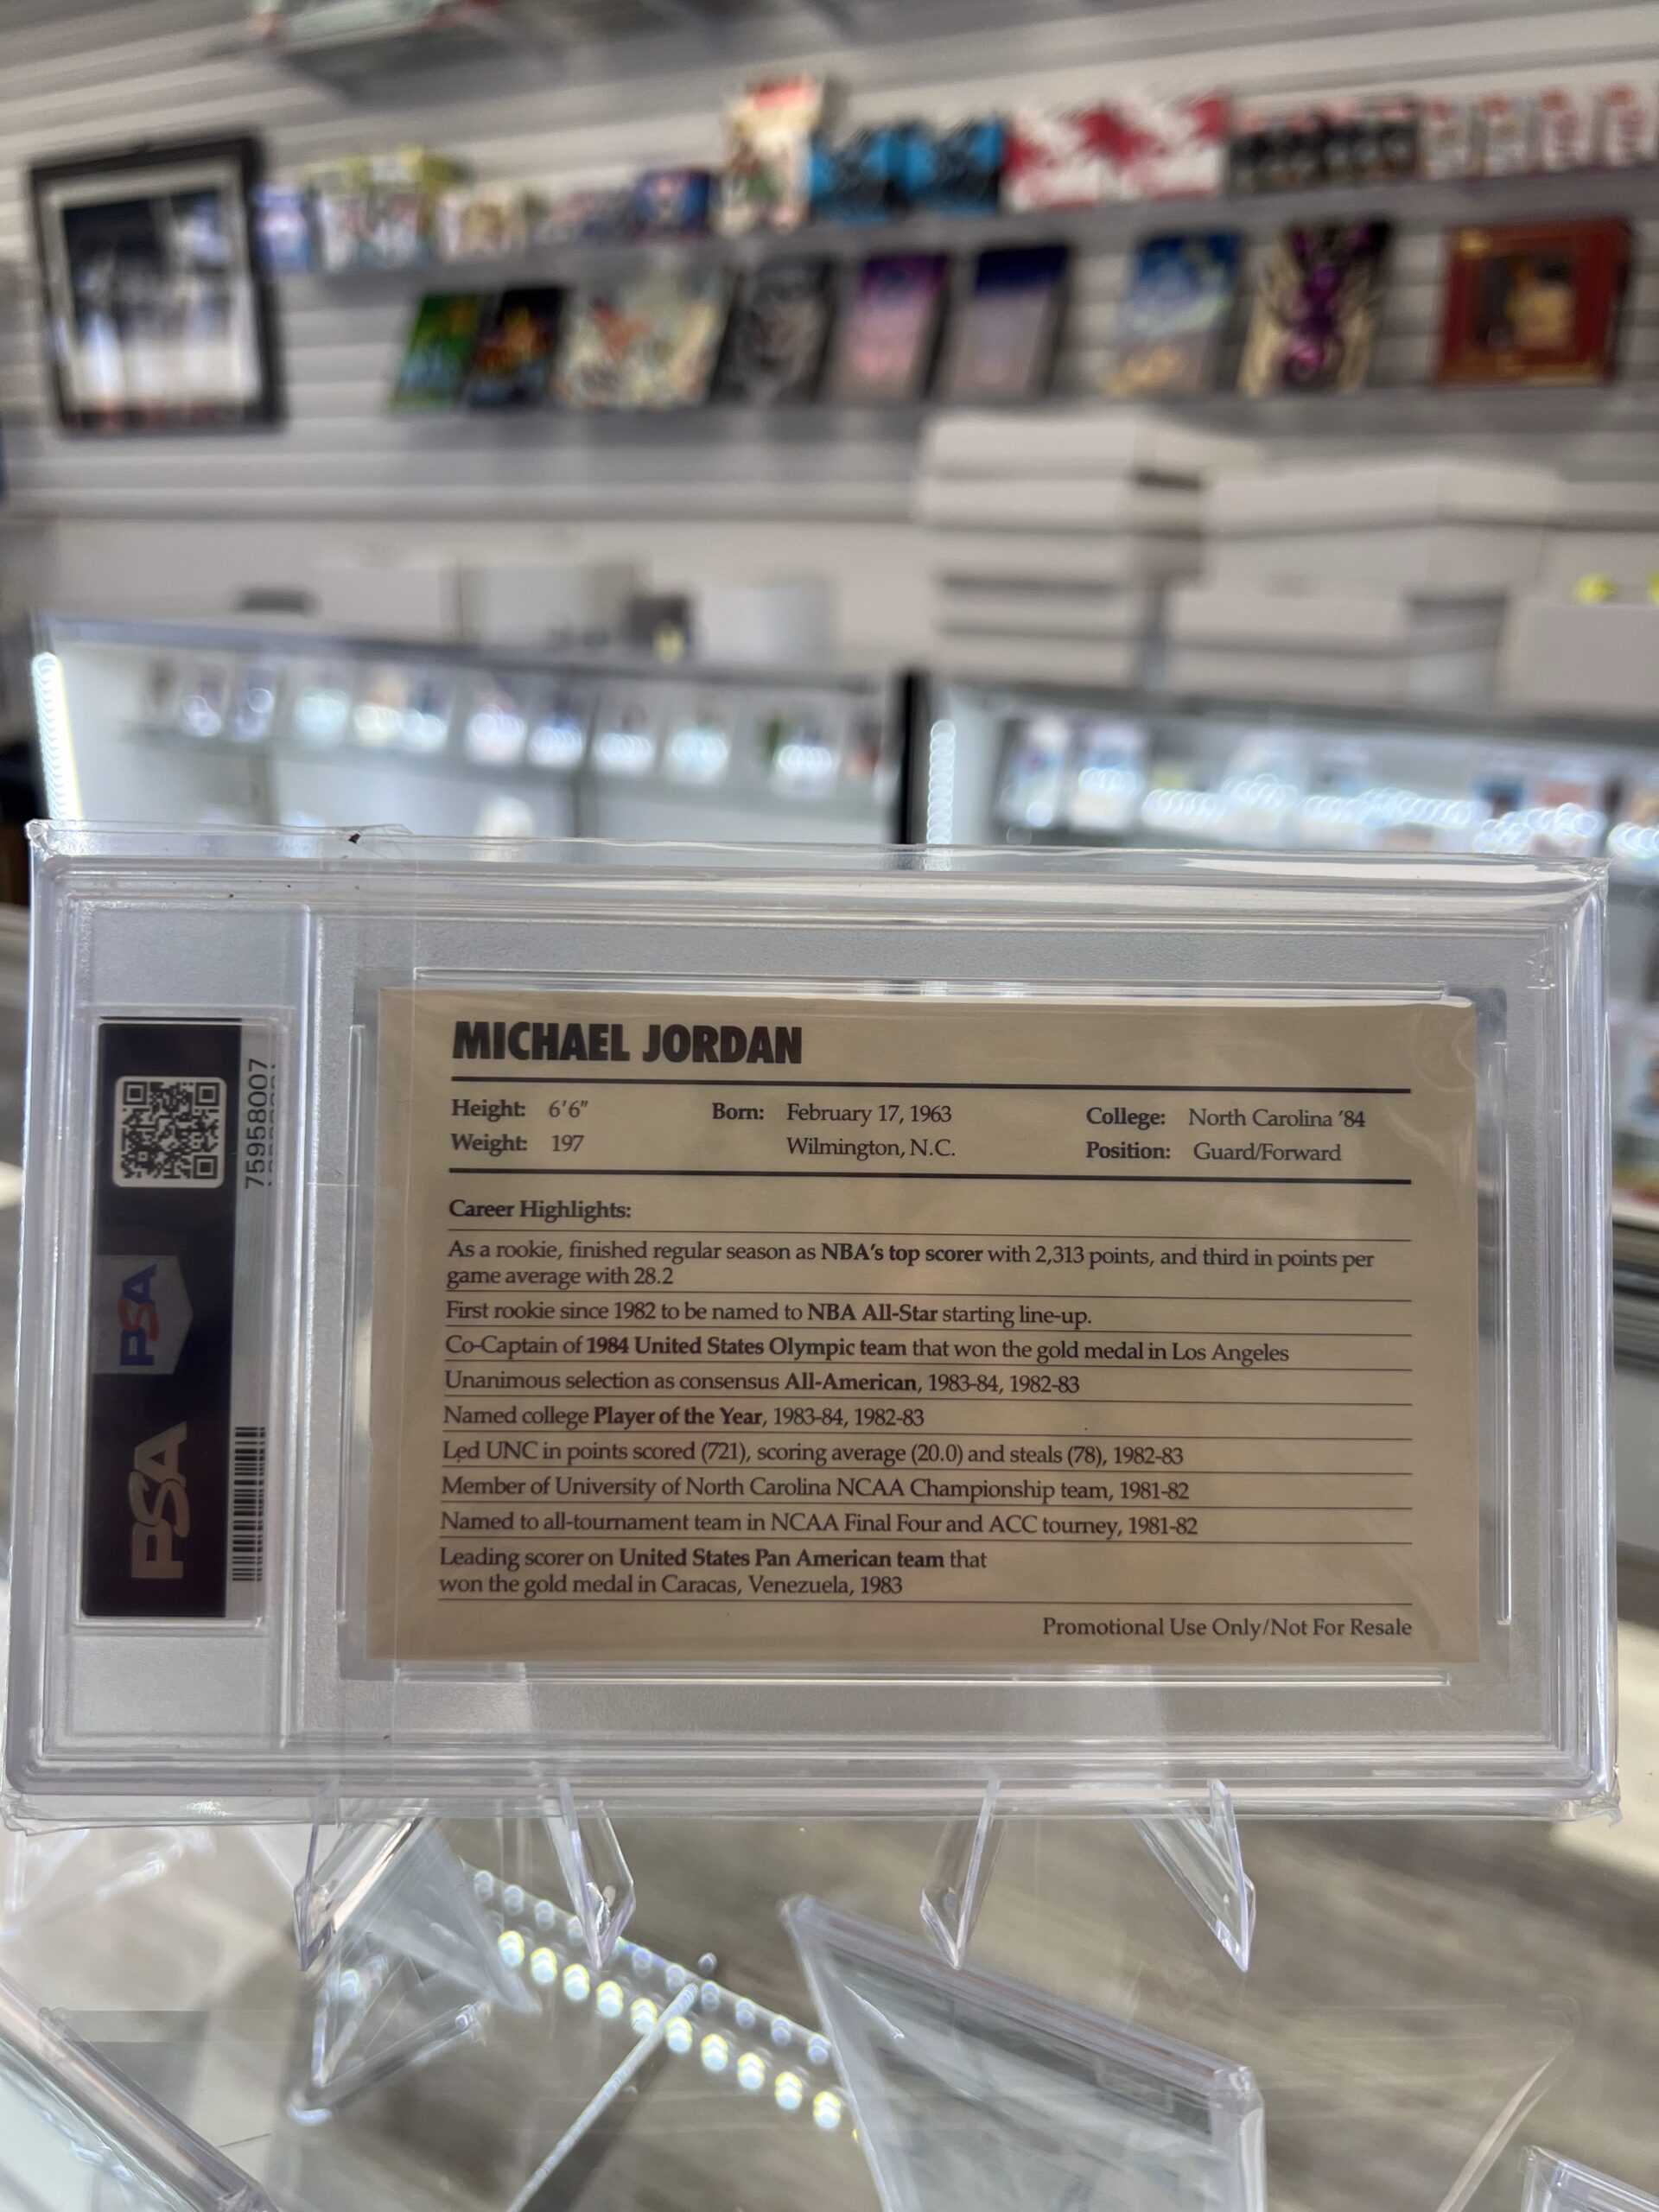 MICHAEL JORDAN
Height: 6'6" Born: February 17, 1963 College: North Carolina '84
Weight: 197 Wilmington, N.C. Position: Guard/Forward
Career Highlights:
As a rookie, finished regular season as NBA's top scorer with 2,313 points, and third in points per
game average with 28.2
First rookie since 1982 to be named to NBA All-Star starting line-up.
Co-Captain of 1984 United States Olympic team that won the gold medal in Los Angeles
Unanimous selection as consensus All-American, 1983-84, 1982-83
Named college Player of the Year, 1983-84, 1982-83
Led UNC in points scored (721), scoring average (20.0) and steals (78), 1982-83
Member of University of North Carolina NCAA Championship team, 1981-82
Named to all-tournament team in NCAA Final Four and ACC tourney, 1981-82
Leading scorer on United States Pan American team that
won the gold medal in Caracas, Venezuela, 1983
Promotional Use Only/Not For Resale
75958007
PSA
PSA